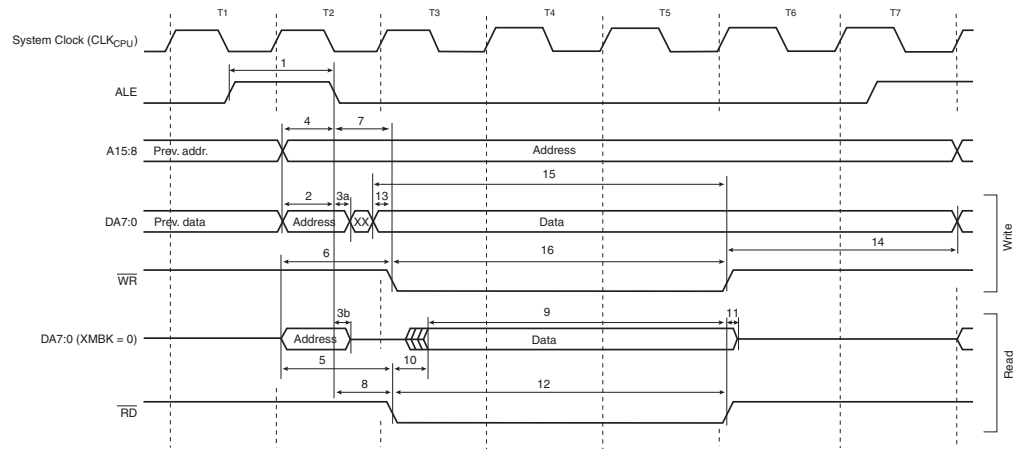 T1 T2 T3 T4 T5 T6 T7
System Clock (CLKCPU)
1
ALE
4 7
A15:8 Prev. addr. Address
15
2 3a 13
DA7:0 Prev. data Address XX Data
14
6 16
WR
3b 9 11
DA7:0 (XMBK = 0) Address Data
5 10
8 12
RD
Write
Read